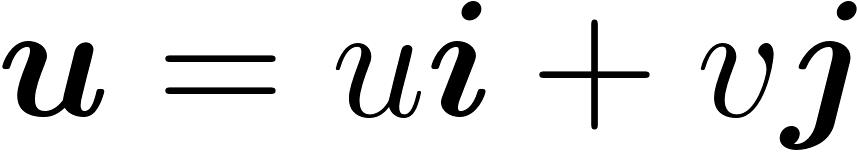 𝒖 = u𝒊 + v𝒋